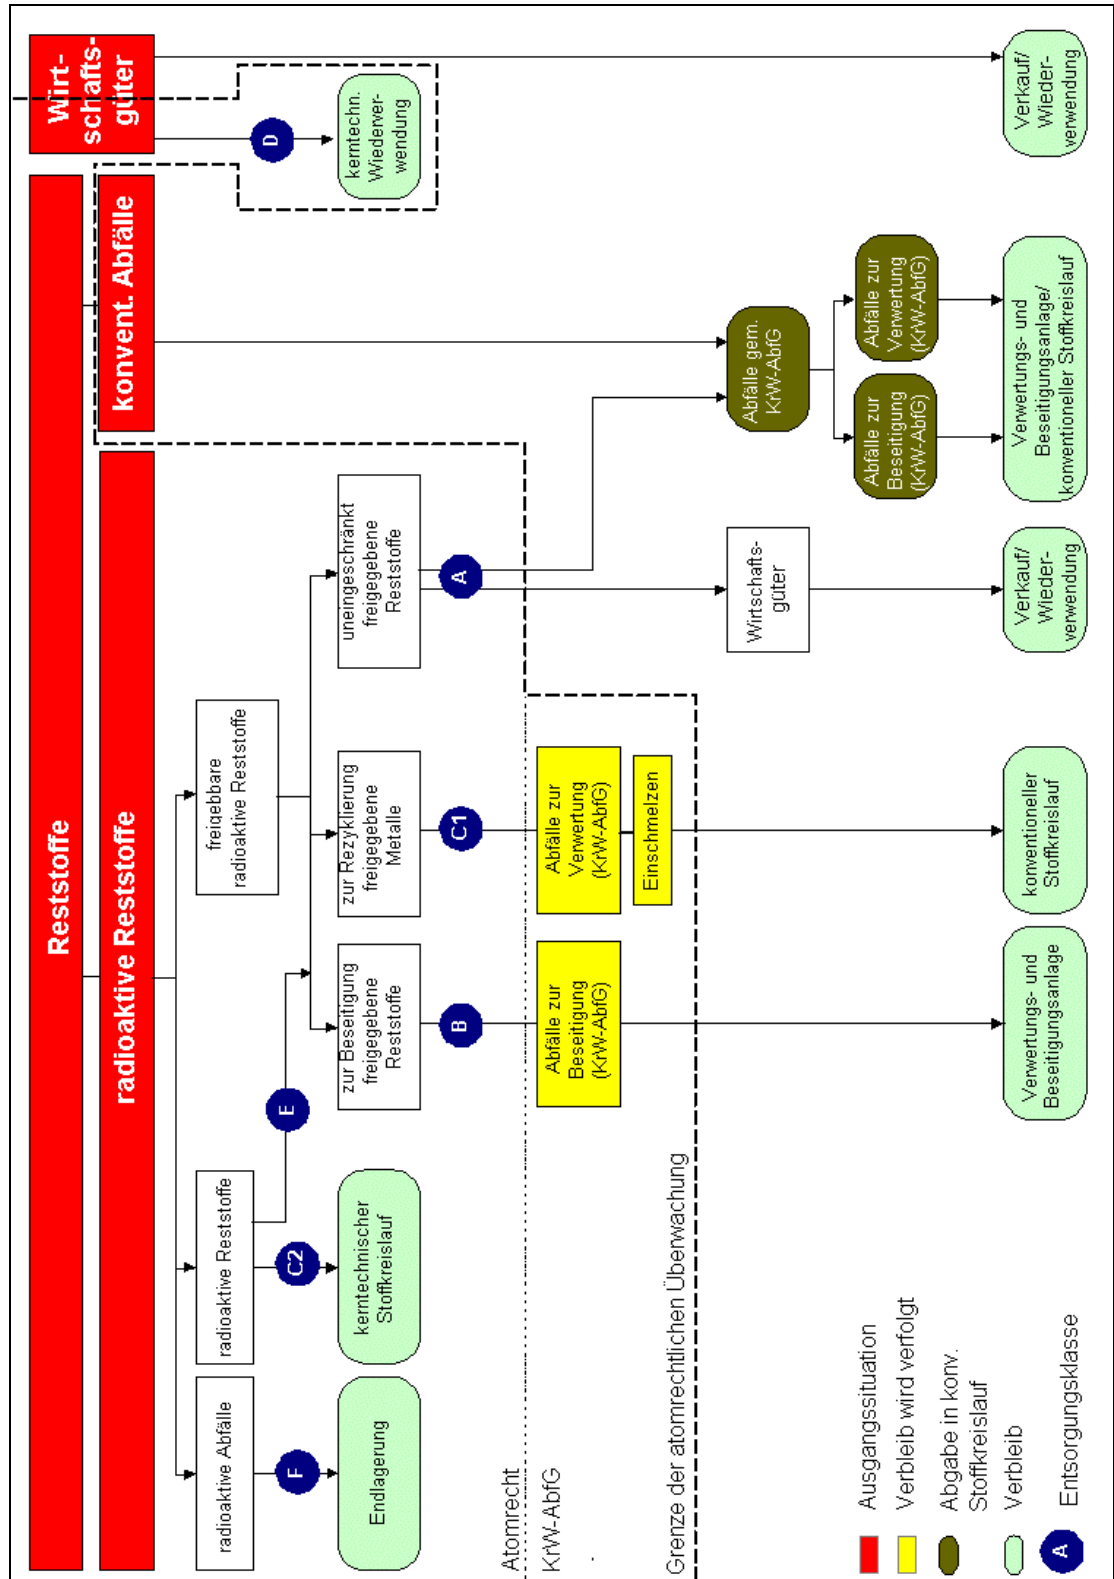 Reststoffe
Wirt-
schafts-
güter
radioaktive Reststoffe
konvent. Abfälle
radioaktive Abfälle
radioaktive Reststoffe
freigebbare
radioaktive Reststoffe
D
E
F
C2
Endlagerung
kerntechnischer
Stoffkreislauf
zur Beseitigung
freigegebene
Reststoffe
zur Rezyklierung
freigegebene
Metalle
uneingeschränkt
freigegebene
Reststoffe
kerntechn.
Wiederver-
wendung
B
C1
A
Atomrecht
KrW-AbfG
Abfälle zur
Beseitigung
(KrW-AbfG)
Abfälle zur
Verwertung
(KrW-AbfG)
Einschmelzen
Grenze der atomrechtlichen Überwachung
Wirtschafts-
güter
Abfälle gem.
KrW-AbfG
Abfälle zur
Beseitigung
(KrW-AbfG)
Abfälle zur
Verwertung
(KrW-AbfG)
Verwertungs- und
Beseitigungsanlage
konventioneller
Stoffkreislauf
Verkauf/
Wieder-
verwendung
Verwertungs- und
Beseitigungsanlage/
konventioneller Stoffkreislauf
Verkauf/
Wieder-
verwendung
Ausgangssituation
Verbleib wird verfolgt
Abgabe in konv.
Stoffkreislauf
Verbleib
A Entsorgungsklasse